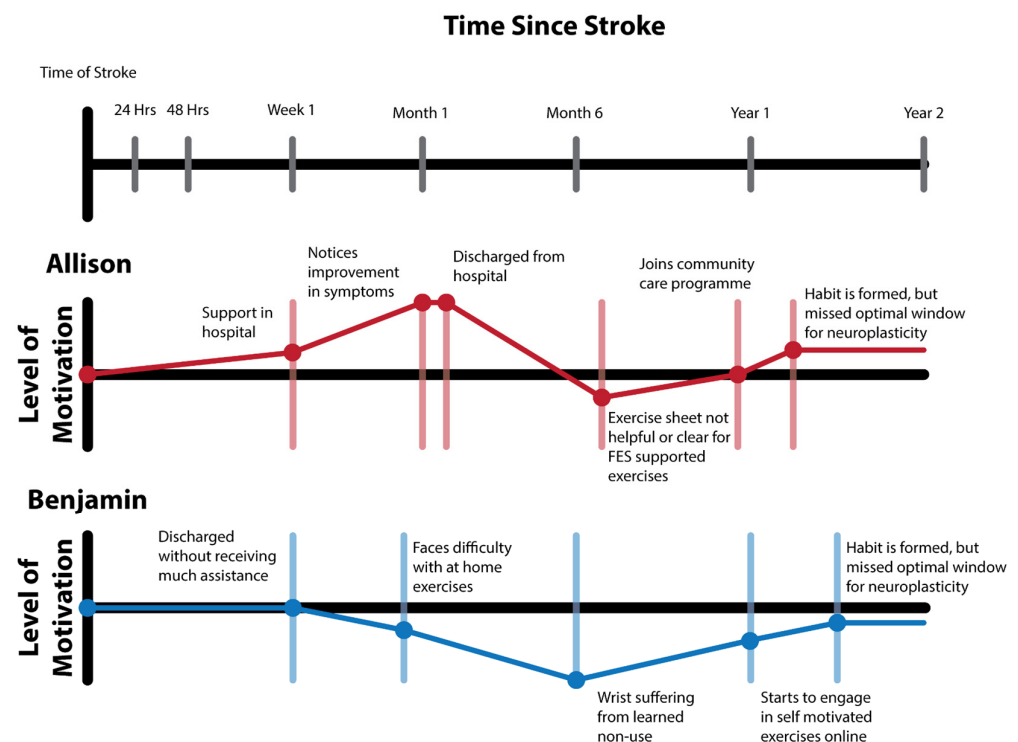 Time Since Stroke
Time of Stroke
24 Hrs
48 Hrs
Week 1
Month 1
Month 6
Year 1
Year 2
Allison
Level of
Motivation
Support in
hospital
Notices
improvement
in symptoms
Discharged from
hospital
Exercise sheet not
helpful or clear for
FES supported
exercises
Joins community
care programme
Habit is formed, but
missed optimal window
for neuroplasticity
Benjamin
Level of
Motivation
Discharged
without receiving
much assistance
Faces difficulty
with at home
exercises
Wrist suffering
from learned
non-use
Starts to engage
in self motivated
exercises online
Habit is formed, but
missed optimal window
for neuroplasticity